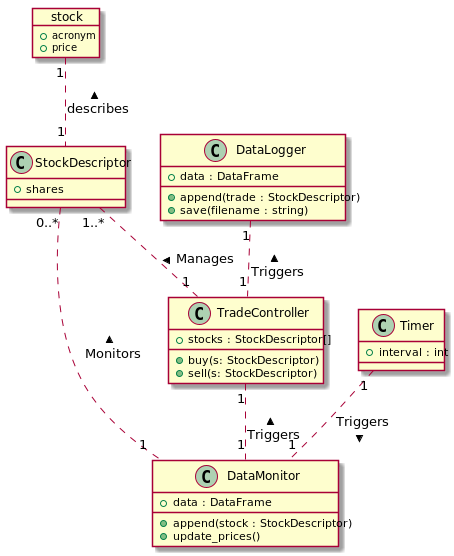 stock
acronym
price
1
▲
describes
1
C StockDescriptor
shares
C DataLogger
data : DataFrame
append(trade : StockDescriptor)
save(filename : string)
0..*
1..*
1
◄ Manages
▲
Triggers
1
1
C TradeController
stocks : StockDescriptor[]
buy(s: StockDescriptor)
sell(s: StockDescriptor)
C Timer
interval : int
▲
Monitors
1
1
▲
Triggers
Triggers
▼
1
1
1
C DataMonitor
data : DataFrame
append(stock : StockDescriptor)
update_prices()